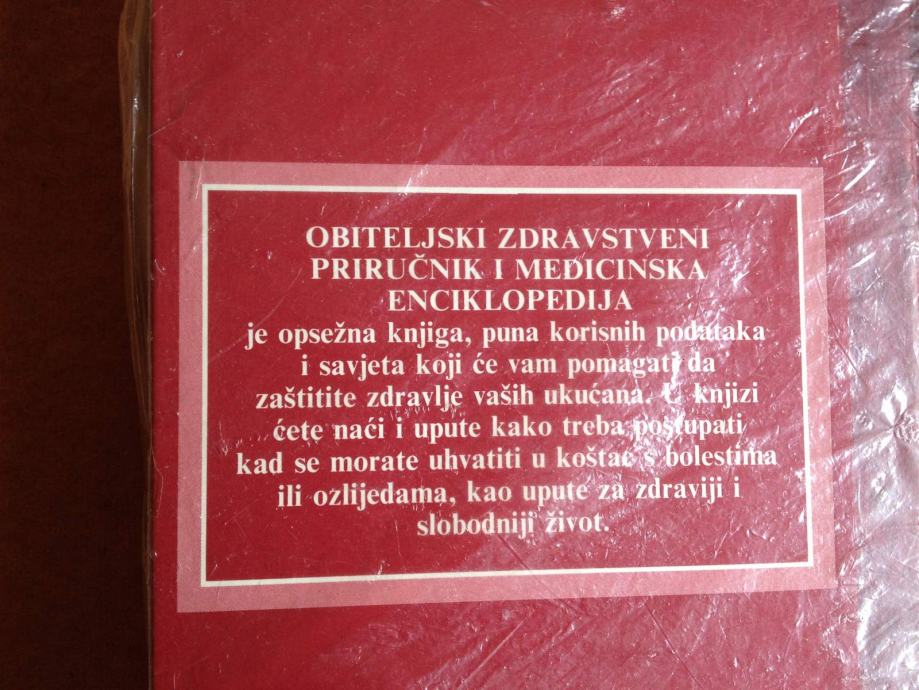 OBITELJSKI ZDRAVSTVENI
PRIRUČNIK I MEDICINSKA
ENCIKLOPEDIJA
je opsežna knjiga, puna korisnih podataka
i savjeta koji će vam pomagati da
zaštitite zdravlje vaših ukućana. U knjizi
ćete naći i upute kako treba postupati
kad se morate uhvatiti u koštac s bolestima
ili ozlijedama, kao upute za zdraviji i
slobodniji život.